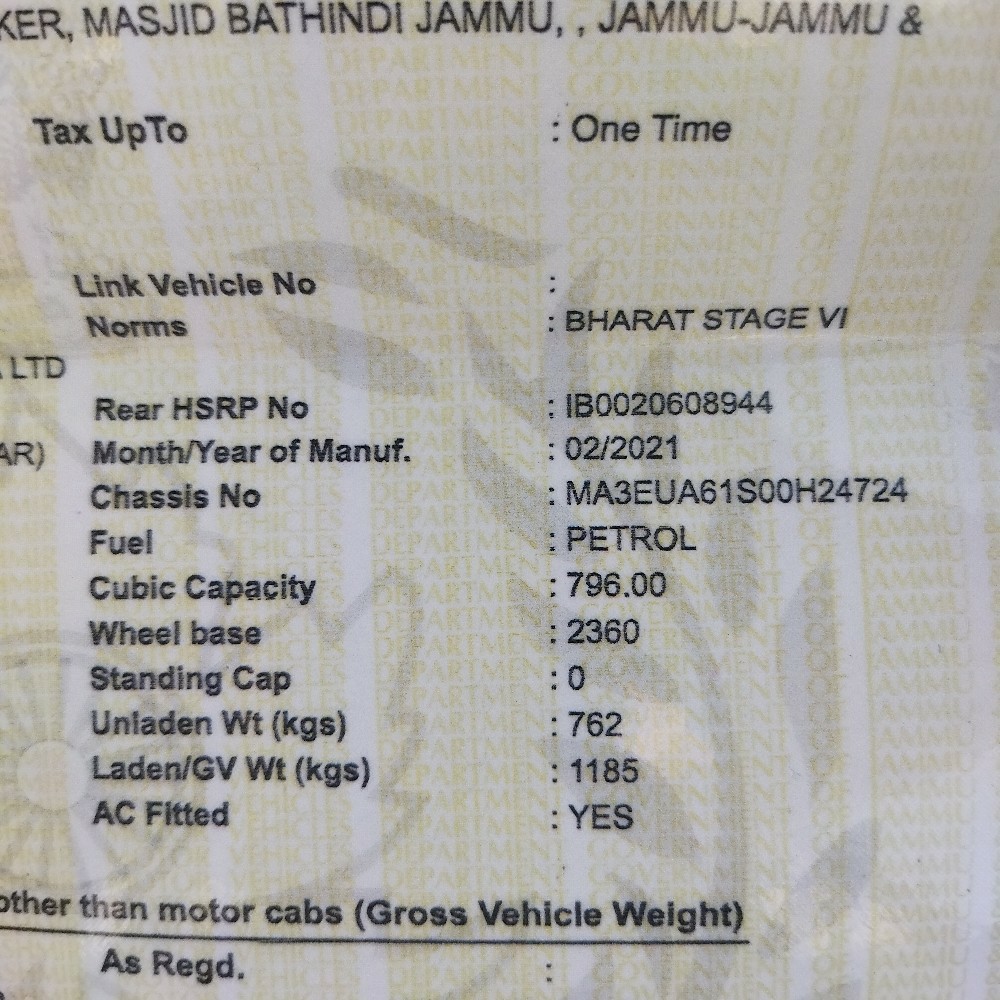 KER, MASJID BATHINDI JAMMU, , JAMMU-JAMMU &
Tax UpTo : One Time
Link Vehicle No :
Norms : BHARAT STAGE VI
LTD
Rear HSRP No : IB0020608944
AR) Month/Year of Manuf. : 02/2021
Chassis No : MA3EUA61S00H24724
Fuel : PETROL
Cubic Capacity : 796.00
Wheel base : 2360
Standing Cap : 0
Unladen Wt (kgs) : 762
Laden/GV Wt (kgs) : 1185
AC Fitted : YES
other than motor cabs (Gross Vehicle Weight)
As Regd. :